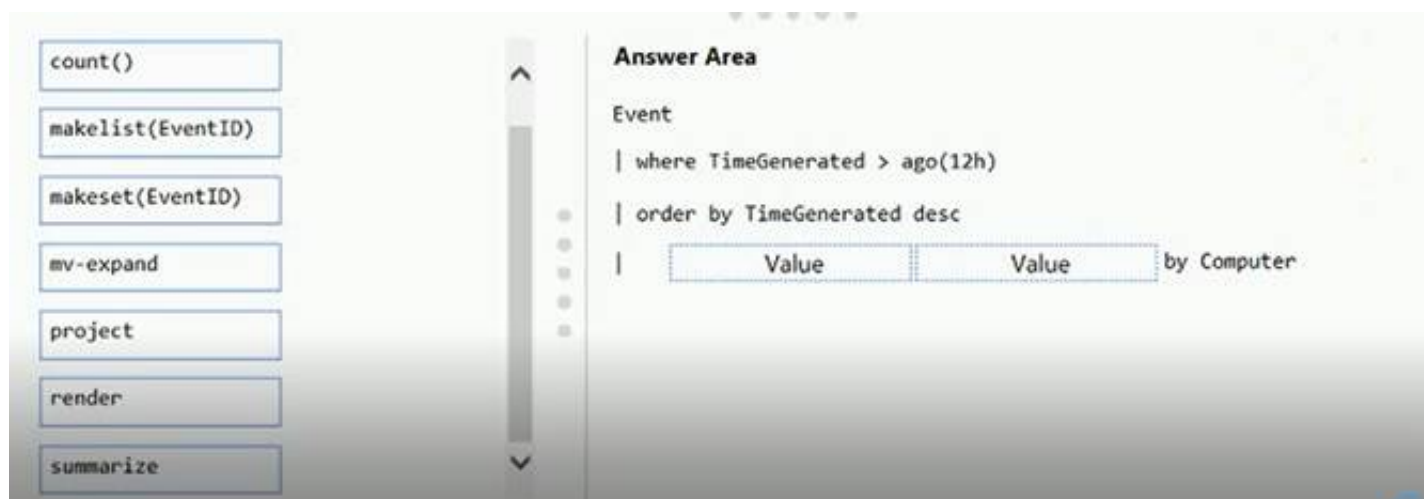 count()
makelist(EventID)
makeset(EventID)
mv-expand
project
render
summarize
Answer Area
Event
| where TimeGenerated > ago(12h)
| order by TimeGenerated desc
| Value Value by Computer